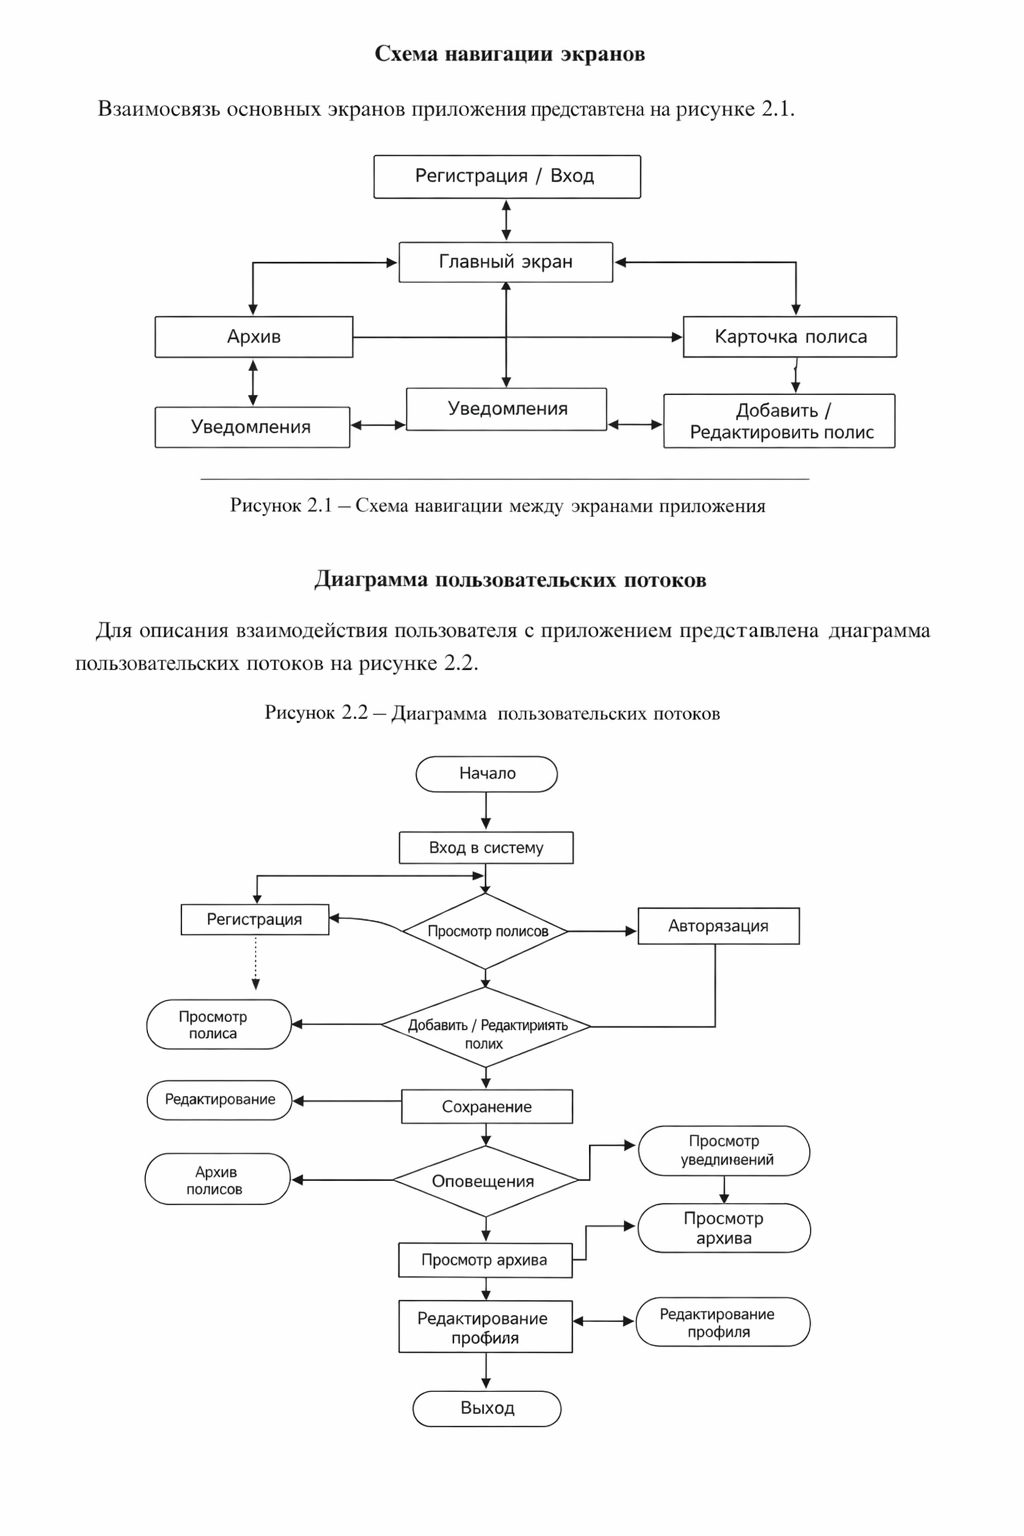 Схема навигации экранов
Взаимосвязь основных экранов приложения представтена на рисунке 2.1.
Регистрация / Вход
Главный экран
Архив
Карточка полиса
Уведомления
Уведомления
Добавить /
Редактировить полис
Рисунок 2.1 – Схема навигации между экранами приложения
Диаграмма пользовательских потоков
Для описания взаимодействия пользователя с приложением представлена днаграмма
пользовательских потоков на рисунке 2.2.
Рисунок 2.2 – Диаграмма пользовательских потоков
Начало
Вход в систему
Регистрация
Просмотр полисов
Авторязация
Просмотр
полиса
Добавить /
полих
Редактирование
Сохранение
Просмотр
Архив
полисов
Оповещения
Просмотр
архива
Просмотр архива
Редактирование
профиля
Редактирование
профиля
Выход